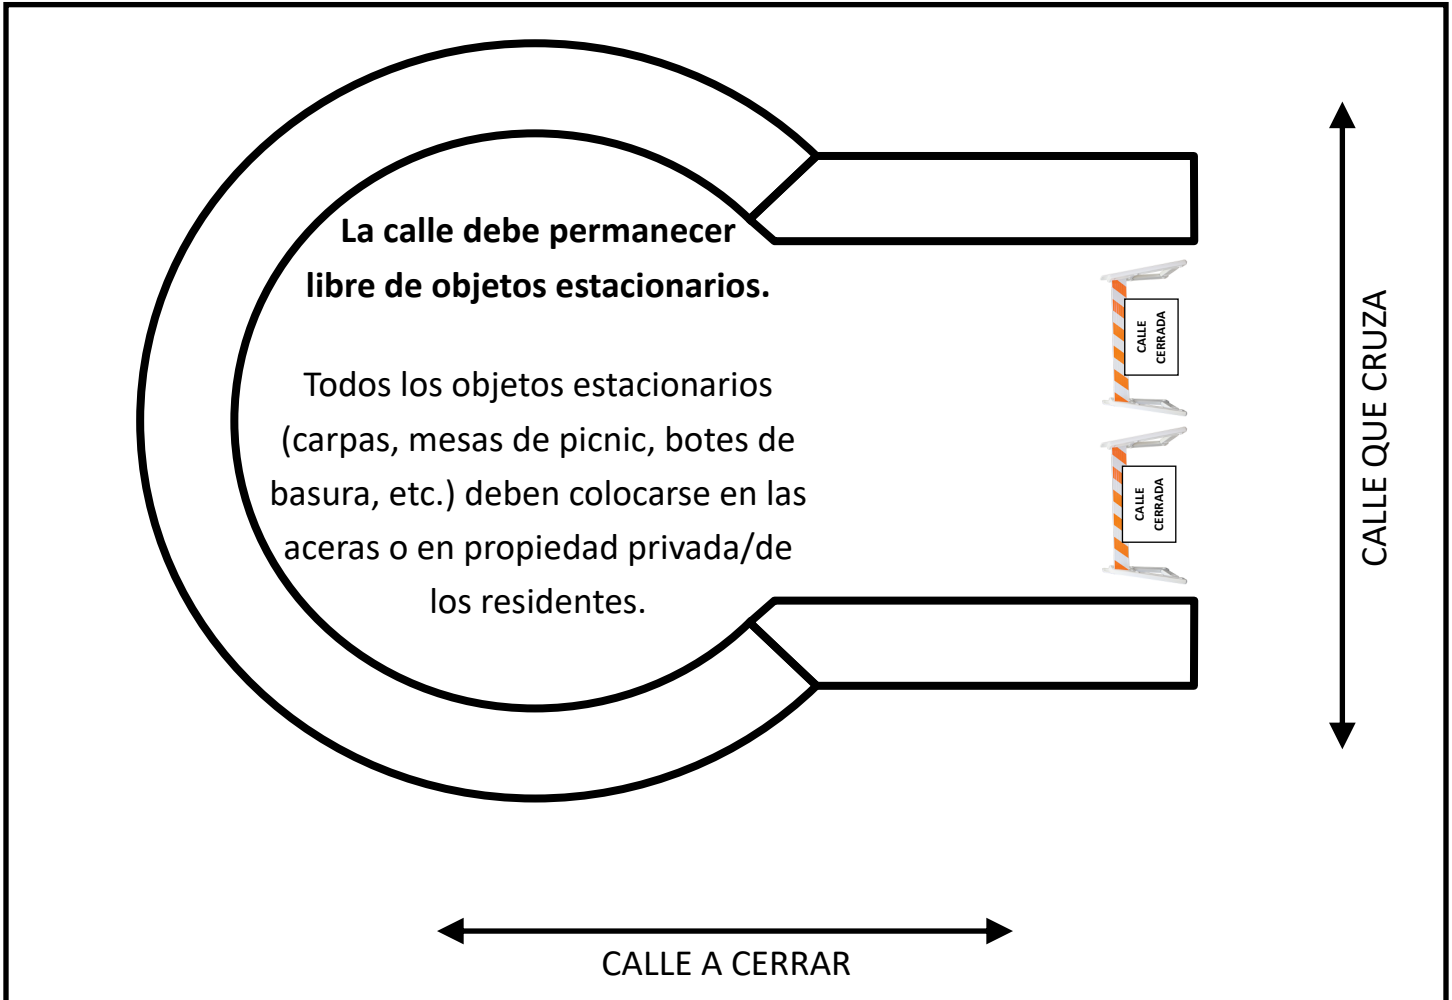 La calle debe permanecer
libre de objetos estacionarios.
Todos los objetos estacionarios
(carpas, mesas de picnic, botes de
basura, etc.) deben colocarse en las
aceras o en propiedad privada/de
los residentes.
CALLE
CERRADA
CALLE
CERRADA
CALLE QUE CRUZA
CALLE A CERRAR